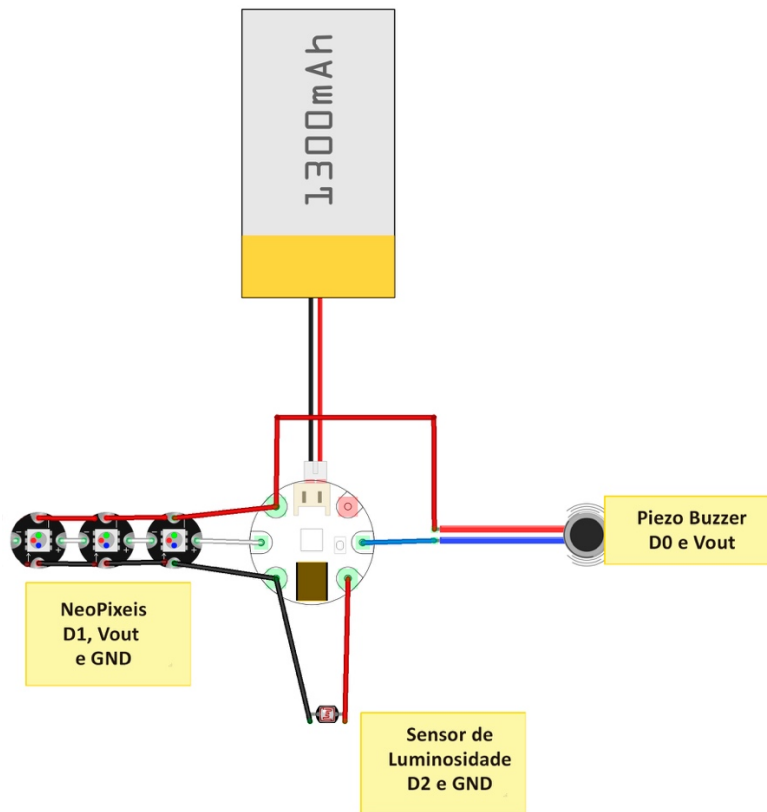 1300mAh
Piezo Buzzer
D0 e Vout
NeoPixeis
D1, Vout
e GND
Sensor de
Luminosidade
D2 e GND